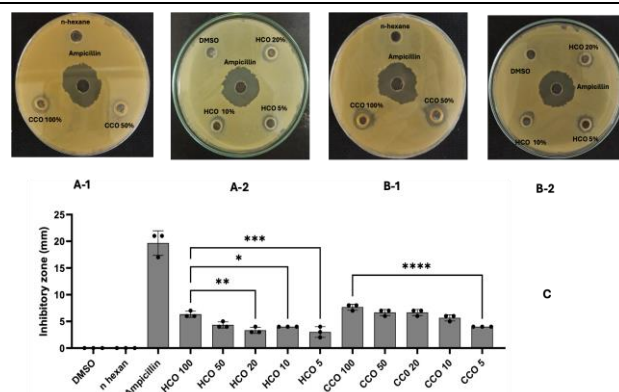 n-hexane
Ampicillin
CCO 100%
CCO 50%
DMSO
HCO 20%
Ampicillin
HCO 10%
HCO 5%
n-hexane
Ampicillin
CCO 100%
CCO 50%
DMSO
HCO 20%
Ampicillin
HCO 10%
HCO 5%
A-1
A-2
B-1
B-2
Inhibitory zone (mm)
25
20
15
10
5
0
***
*
**
****
C
DMSO
n hexan
Ampicillin
HCO 100
HCO 50
HCO 20
HCO 10
HCO 5
CCO 100
CCO 50
CC0 20
CCO 10
CCO 5